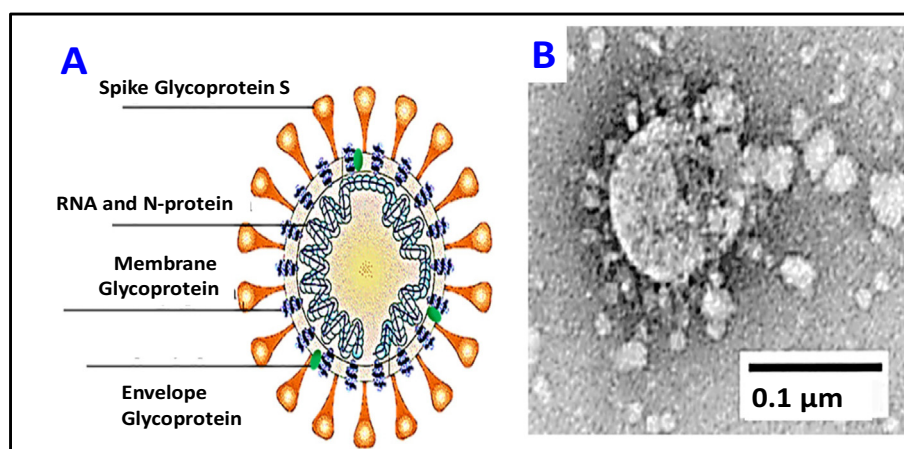 A
Spike Glycoprotein S
RNA and N-protein
Membrane
Glycoprotein
Envelope
Glycoprotein
B
0.1 µm